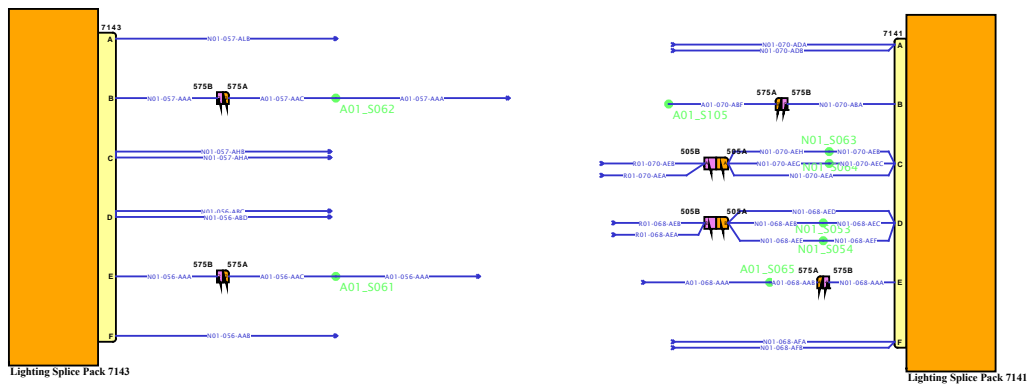 7143
A
N01-057-ALB
575B 575A
B
N01-057-AAA
A01-057-AAC
A01-057-AAA
A01_S062
N01-057-AHB
C
N01-057-AHA
N01-056-ABC
D
N01-056-ABD
575B 575A
E
N01-056-AAA
A01-056-AAC
A01-056-AAA
A01_S061
N01-056-AAB
F
Lighting Splice Pack 7143
7141
N01-070-ADA
A
N01-070-ADB
575A 575B
A01-070-ABF
N01-070-ABA
B
A01_S105
N01_S063
505B 505A
N01-070-AEH
N01-070-AEB
R01-070-AEB
N01-070-AEG
N01-070-AEC
C
N01_S064
R01-070-AEA
N01-070-AEA
505B 505A
N01-068-AED
R01-068-AEB
N01-068-AEB
N01-068-AEC
D
N01_S053
R01-068-AEA
N01-068-AEE
N01-068-AEF
N01_S054
A01_S065
575A 575B
A01-068-AAA
A01-068-AAB
N01-068-AAA
E
N01-068-AFA
F
N01-068-AFB
Lighting Splice Pack 7141